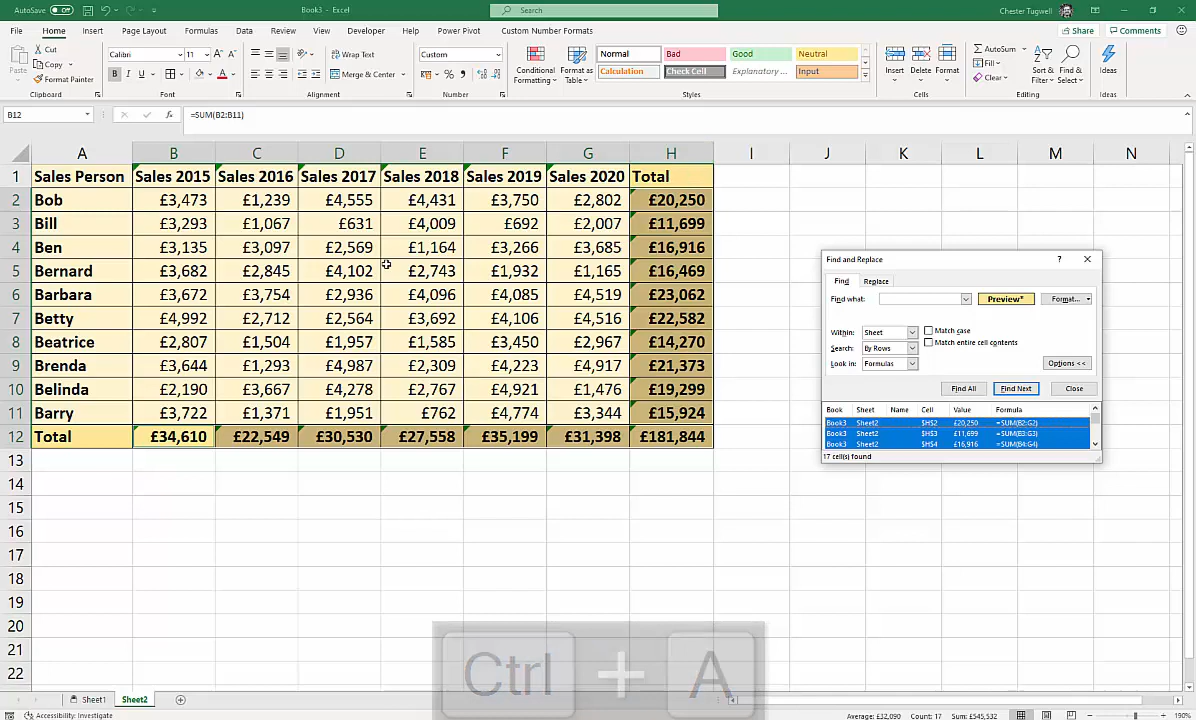 AutoSave Off Book3 - Excel Search Chester Tugwell
File Home Insert Page Layout Formulas Data Review View Developer Help Power Pivot Custom Number Formats Share Comments
Paste Cut Copy Format Painter
Calibri 11 A A
B I U
Wrap Text
Merge & Center
Custom
% 9
Conditional Formatting
Format as Table
Normal Bad Good Neutral
Calculation Check Cell Explanatory ... Input
Insert Delete Format
AutoSum Fill Clear
Sort & Filter
Find & Select
Ideas
Clipboard Font Alignment Number Styles Cells Editing Ideas
B12 fx =SUM(B2:B11)
A B C D E F G H I J K L M N
1 Sales Person Sales 2015 Sales 2016 Sales 2017 Sales 2018 Sales 2019 Sales 2020 Total
2 Bob £3,473 £1,239 £4,555 £4,431 £3,750 £2,802 £20,250
3 Bill £3,293 £1,067 £631 £4,009 £692 £2,007 £11,699
4 Ben £3,135 £3,097 £2,569 £1,164 £3,266 £3,685 £16,916
5 Bernard £3,682 £2,845 £4,102 £2,743 £1,932 £1,165 £16,469
6 Barbara £3,672 £3,754 £2,936 £4,096 £4,085 £4,519 £23,062
7 Betty £4,992 £2,712 £2,564 £3,692 £4,106 £4,516 £22,582
8 Beatrice £2,807 £1,504 £1,957 £1,585 £3,450 £2,967 £14,270
9 Brenda £3,644 £1,293 £4,987 £2,309 £4,223 £4,917 £21,373
10 Belinda £2,190 £3,667 £4,278 £2,767 £4,921 £1,476 £19,299
11 Barry £3,722 £1,371 £1,951 £762 £4,774 £3,344 £15,924
12 Total £34,610 £22,549 £30,530 £27,558 £35,199 £31,398 £181,844
13
14
15
16
17
18
19
20
21
22
Find and Replace ?
Find Replace
Find what: Preview* Format...
Within: Sheet Match case
Search: By Rows Match entire cell contents
Look in: Formulas Options <<
Find All Find Next Close
Book Sheet Name Cell Value Formula
Book3 Sheet2 $H$2 £20,250 =SUM(B2:G2)
Book3 Sheet2 $H$3 £11,699 =SUM(B3:G3)
Book3 Sheet2 $H$4 £16,916 =SUM(B4:G4)
17 cell(s) found
Ctrl + A
Sheet1 Sheet2
Accessibility: Investigate Average: £32,090 Count: 17 Sum: £545,532 190%